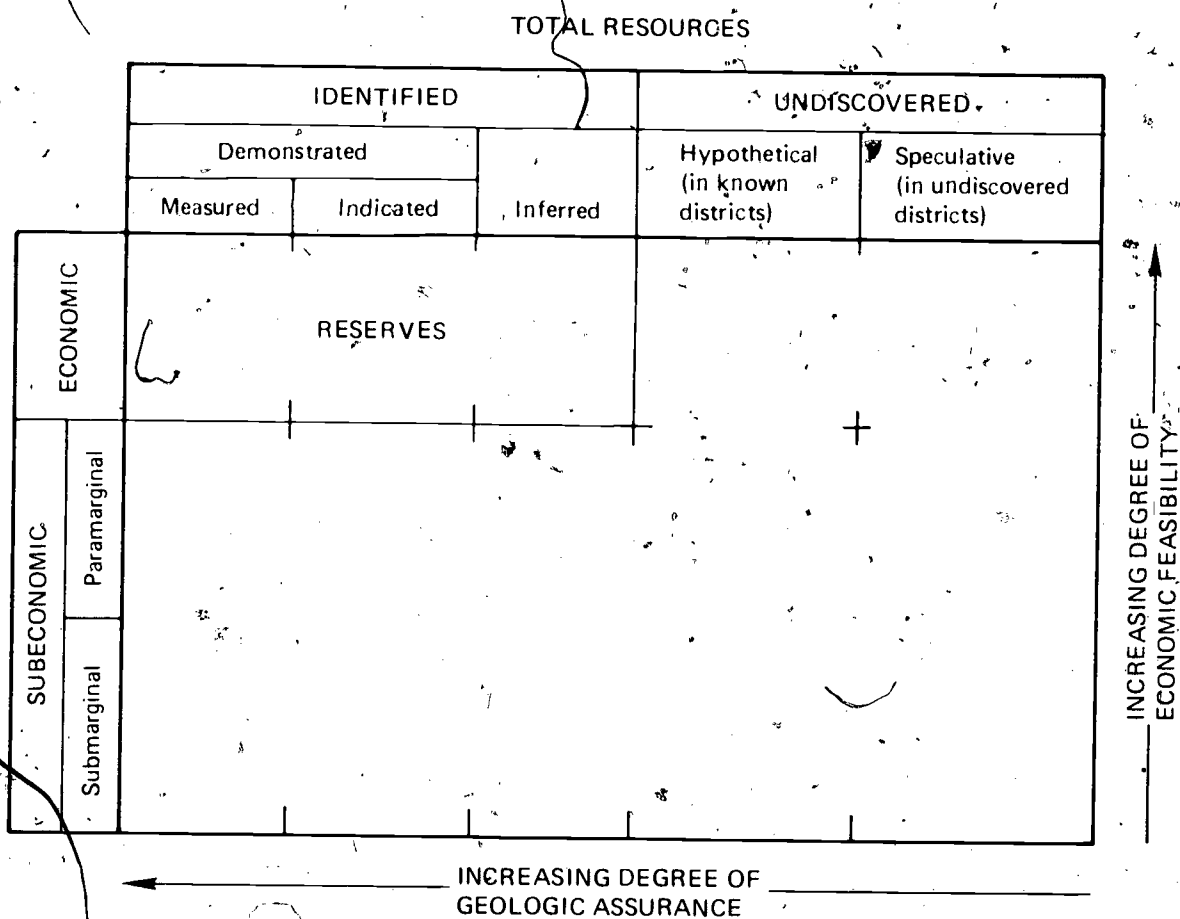 TOTAL RESOURCES
IDENTIFIED
UNDISCOVERED
Demonstrated
Measured
Indicated
Inferred
Hypothetical
(in known
districts)
Speculative
(in undiscovered
districts)
ECONOMIC
RESERVES
SUBECONOMIC
Paramarginal
Submarginal
INCREASING DEGREE OF
ECONOMIC FEASIBILITY
INCREASING DEGREE OF
GEOLOGIC ASSURANCE